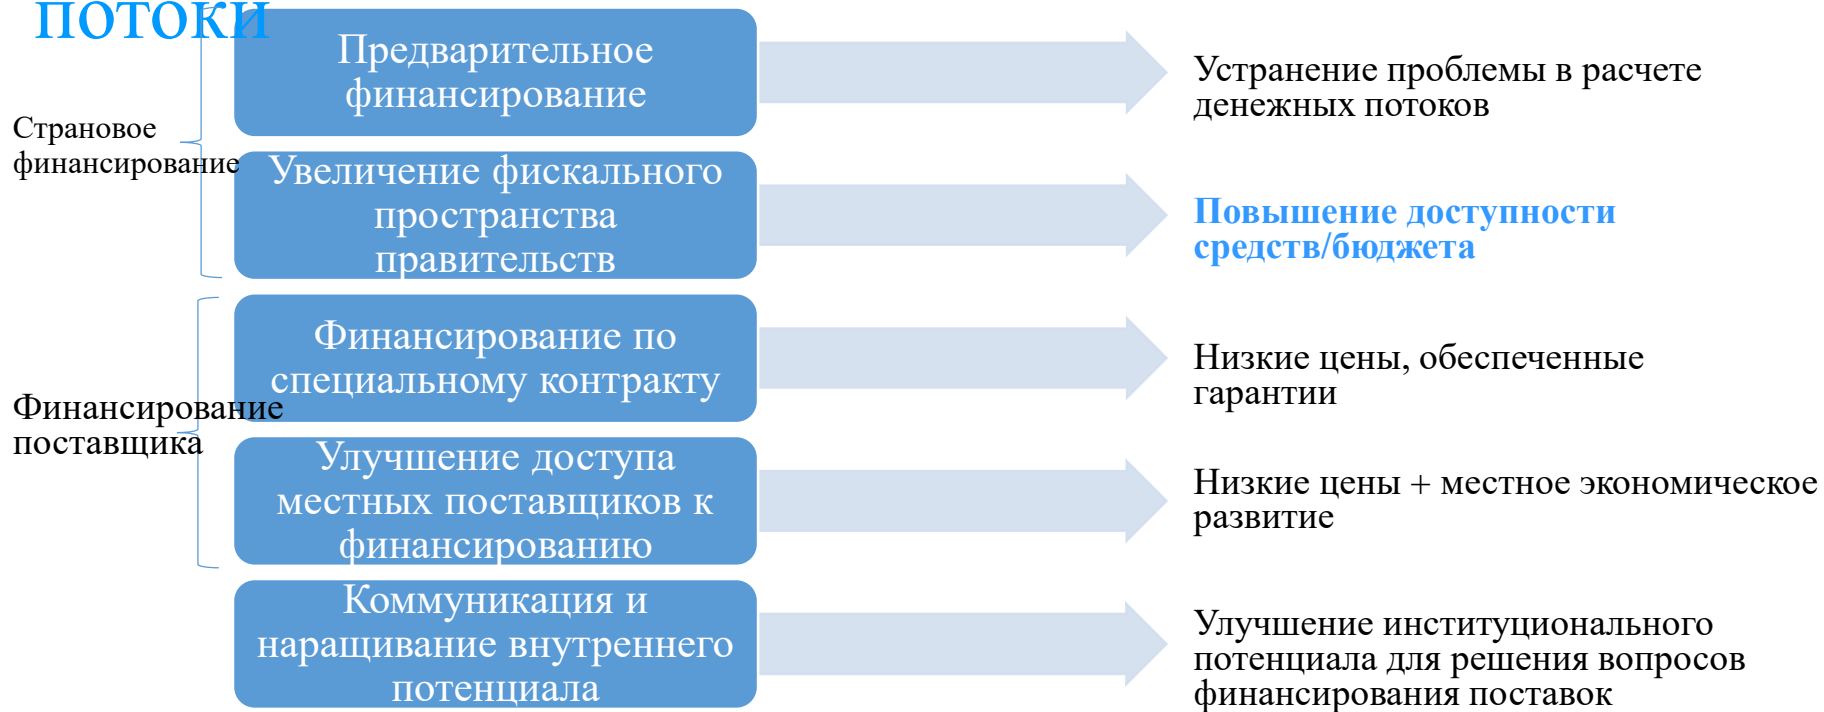 потоки
Страновое
финансирование
Предварительное
финансирование
Устранение проблемы в расчете
денежных потоков
Увеличение фискального
пространства
правительств
Повышение доступности
средств/бюджета
Финансирование
поставщика
Финансирование по
специальному контракту
Низкие цены, обеспеченные
гарантии
Улучшение доступа
местных поставщиков к
финансированию
Низкие цены + местное экономическое
развитие
Коммуникация и
наращивание внутреннего
потенциала
Улучшение институционального
потенциала для решения вопросов
финансирования поставок